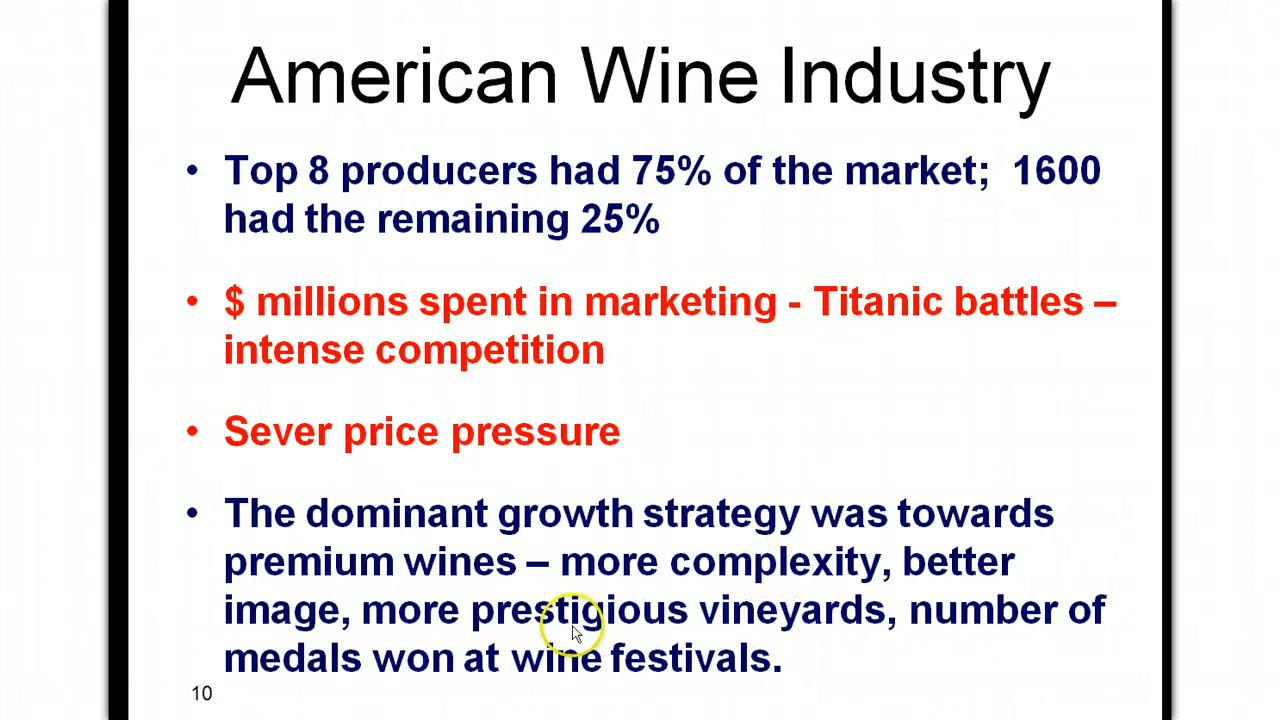 American Wine Industry
• Top 8 producers had 75% of the market; 1600
had the remaining 25%
• $ millions spent in marketing - Titanic battles –
intense competition
• Sever price pressure
• The dominant growth strategy was towards
premium wines – more complexity, better
image, more prestigious vineyards, number of
medals won at wine festivals.
10